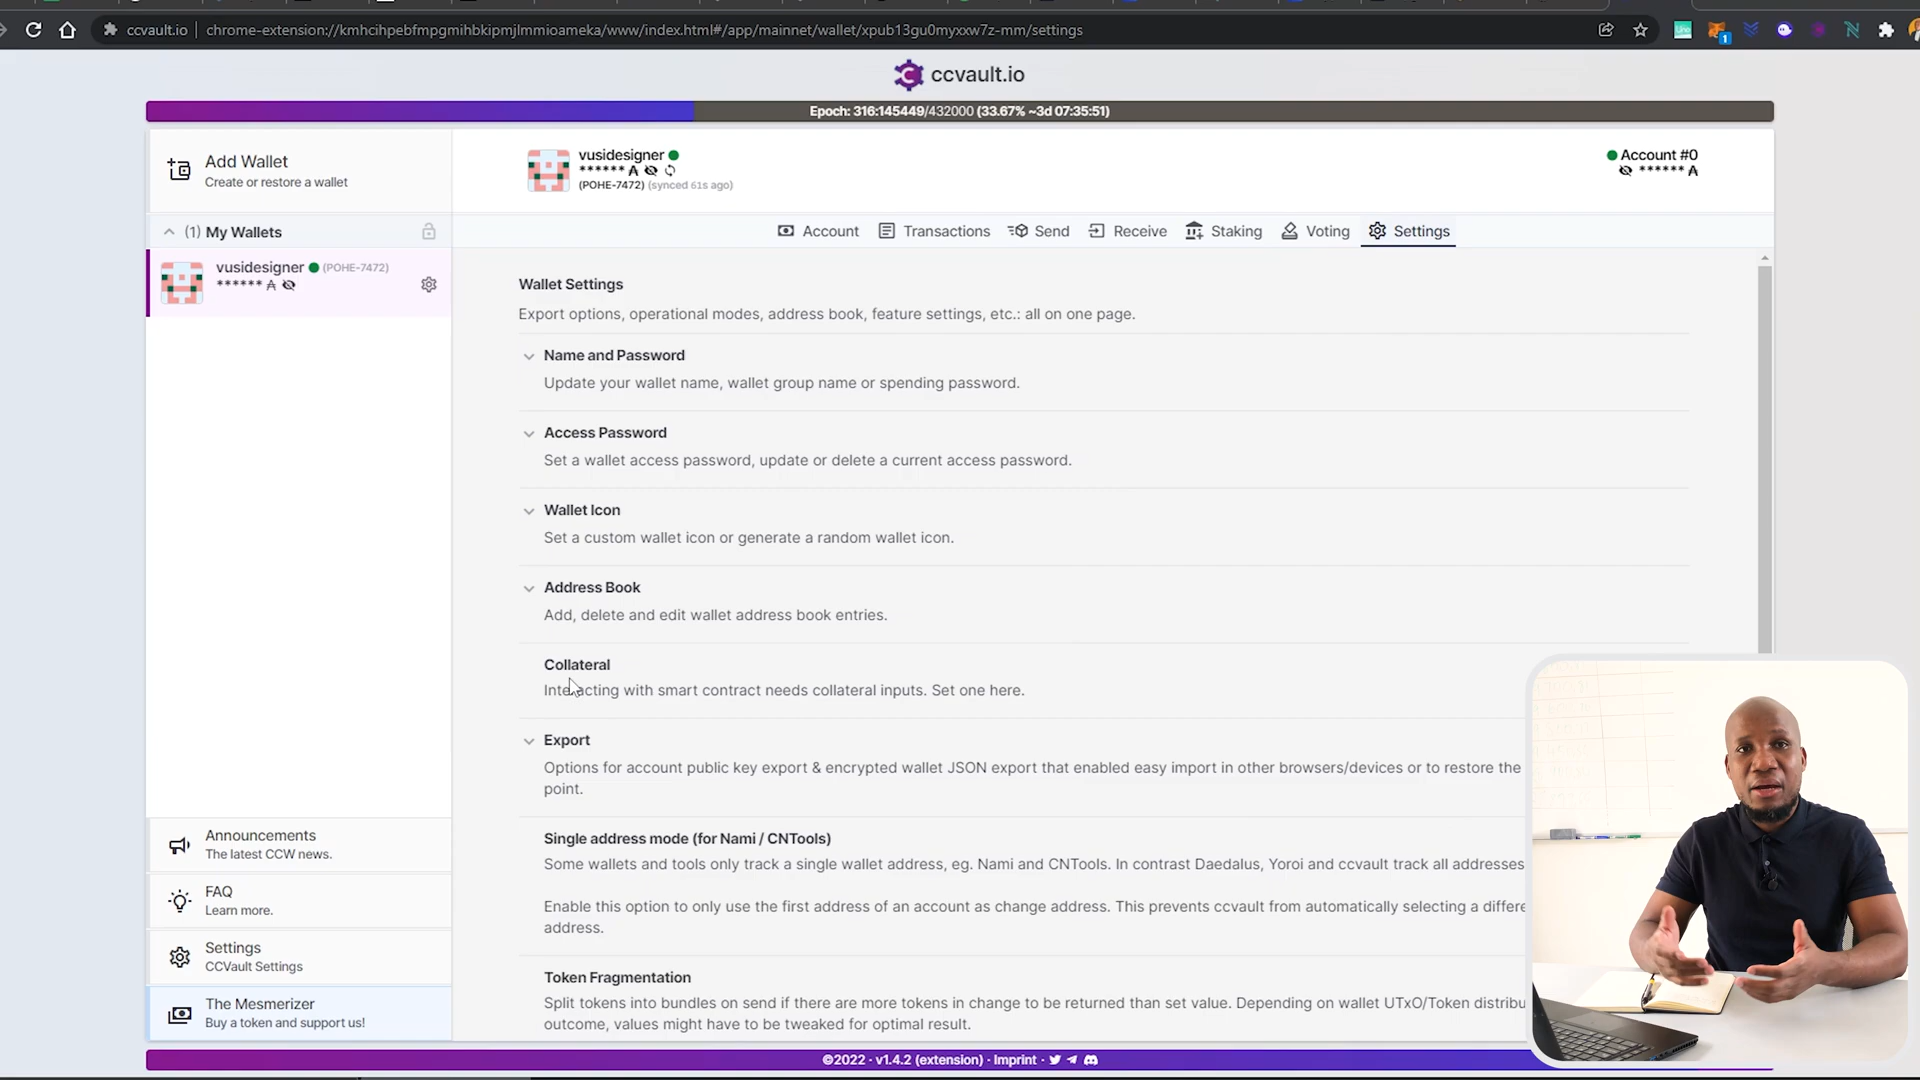 ccvault.io | chrome-extension://kmhcihpebfmpgmihbkipmjlmmioameka/www/index.html#/app/mainnet/wallet/xpub13gu0myxxw7z-mm/settings
1
ccvault.io
Epoch: 316:145449/432000 (33.67% ~3d 07:35:51)
Add Wallet
Create or restore a wallet
vusidesigner
****** ₳
(POHE-7472) (synced 61s ago)
Account #0
****** ₳
(1) My Wallets
vusidesigner (POHE-7472)
****** ₳
Account
Transactions
Send
Receive
Staking
Voting
Settings
Wallet Settings
Export options, operational modes, address book, feature settings, etc.: all on one page.
Name and Password
Update your wallet name, wallet group name or spending password.
Access Password
Set a wallet access password, update or delete a current access password.
Wallet Icon
Set a custom wallet icon or generate a random wallet icon.
Address Book
Add, delete and edit wallet address book entries.
Collateral
Interacting with smart contract needs collateral inputs. Set one here.
Export
Options for account public key export & encrypted wallet JSON export that enabled easy import in other browsers/devices or to restore the
point.
Single address mode (for Nami / CNTools)
Some wallets and tools only track a single wallet address, eg. Nami and CNTools. In contrast Daedalus, Yoroi and ccvault track all addresses
Enable this option to only use the first address of an account as change address. This prevents ccvault from automatically selecting a differe
address.
Token Fragmentation
Split tokens into bundles on send if there are more tokens in change to be returned than set value. Depending on wallet UTxO/Token distribu
outcome, values might have to be tweaked for optimal result.
Announcements
The latest CCW news.
FAQ
Learn more.
Settings
CCVault Settings
The Mesmerizer
Buy a token and support us!
©2022 · v1.4.2 (extension) · Imprint ·